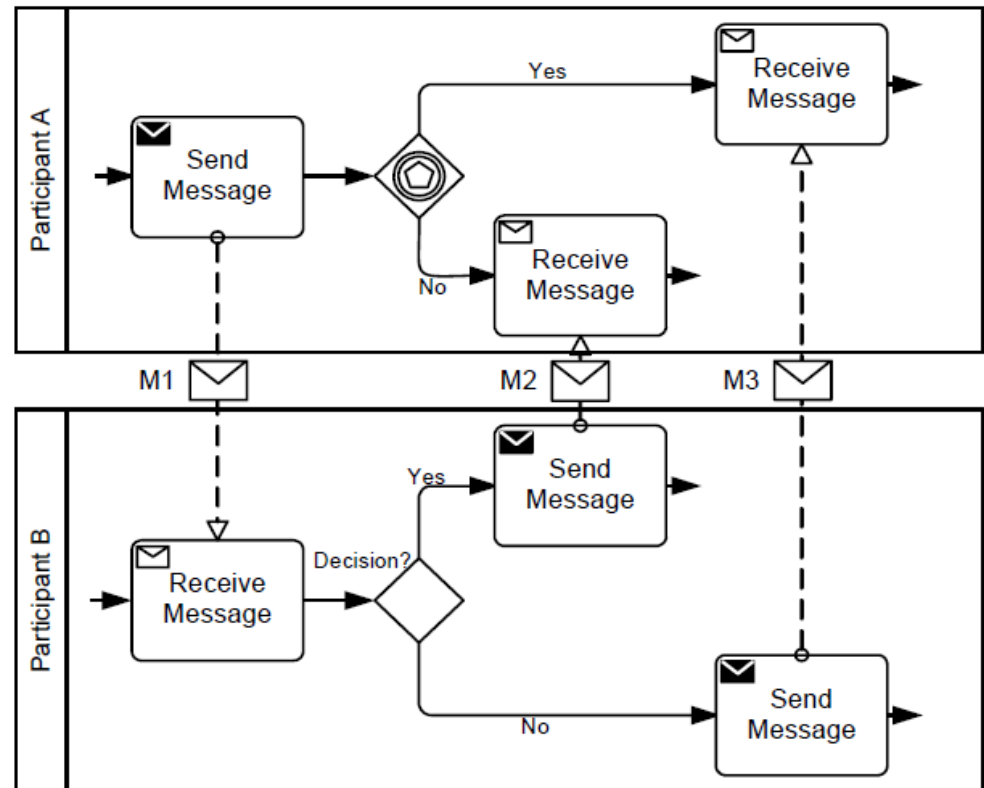 Participant A
Yes
Receive
Message
Send
Message
Receive
Message
No
M1
M2
M3
Participant B
Send
Message
Yes
Decision?
Receive
Message
Send
Message
No